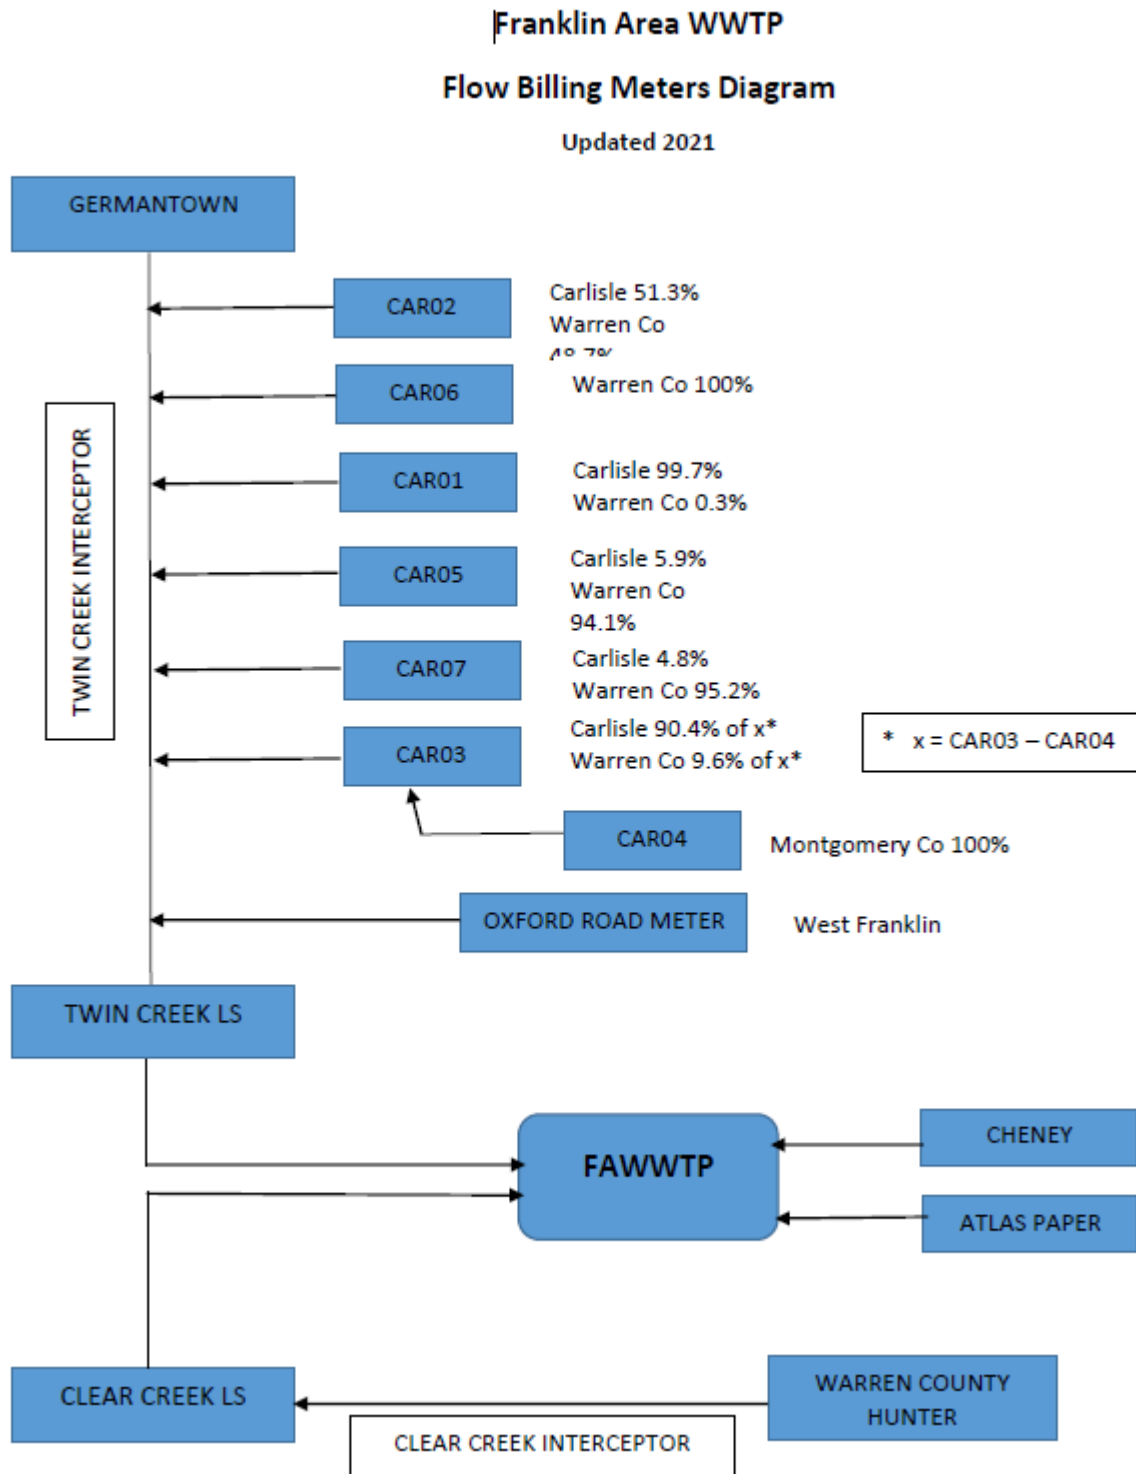 Franklin Area WWTP
Flow Billing Meters Diagram
Updated 2021
GERMANTOWN
CAR02
Carlisle 51.3%
Warren Co
48.7%
CAR06
Warren Co 100%
TWIN CREEK INTERCEPTOR
CAR01
Carlisle 99.7%
Warren Co 0.3%
CAR05
Carlisle 5.9%
Warren Co
94.1%
CAR07
Carlisle 4.8%
Warren Co 95.2%
CAR03
Carlisle 90.4% of x*
Warren Co 9.6% of x*
* x = CAR03 – CAR04
CAR04
Montgomery Co 100%
OXFORD ROAD METER
West Franklin
TWIN CREEK LS
FAWWTP
CHENEY
ATLAS PAPER
CLEAR CREEK LS
WARREN COUNTY
HUNTER
CLEAR CREEK INTERCEPTOR